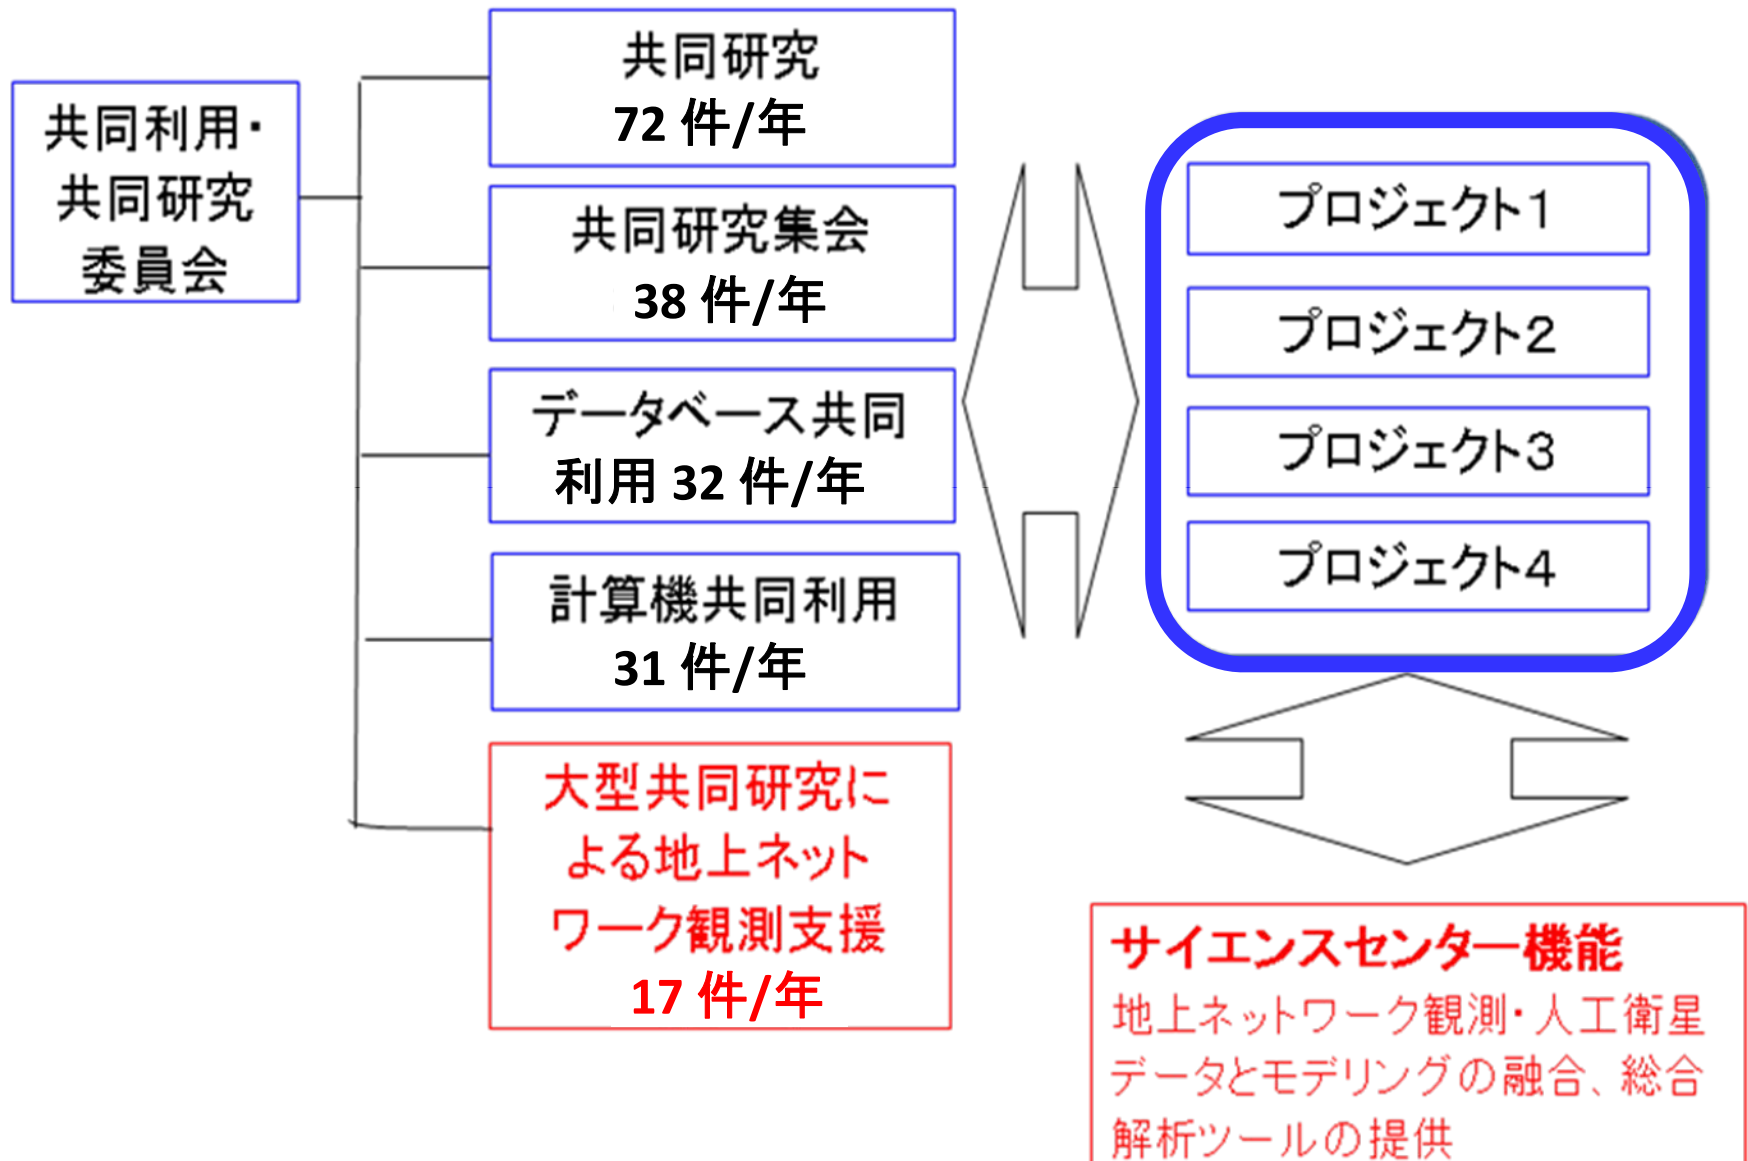 共同利用・
共同研究
委員会
共同研究
72 件/年
共同研究集会
38 件/年
データベース共同
利用 32 件/年
計算機共同利用
31 件/年
大型共同研究に
よる地上ネット
ワーク観測支援
17 件/年
プロジェクト1
プロジェクト2
プロジェクト3
プロジェクト4
サイエンスセンター機能
地上ネットワーク観測・人工衛星
データとモデリングの融合、総合
解析ツールの提供